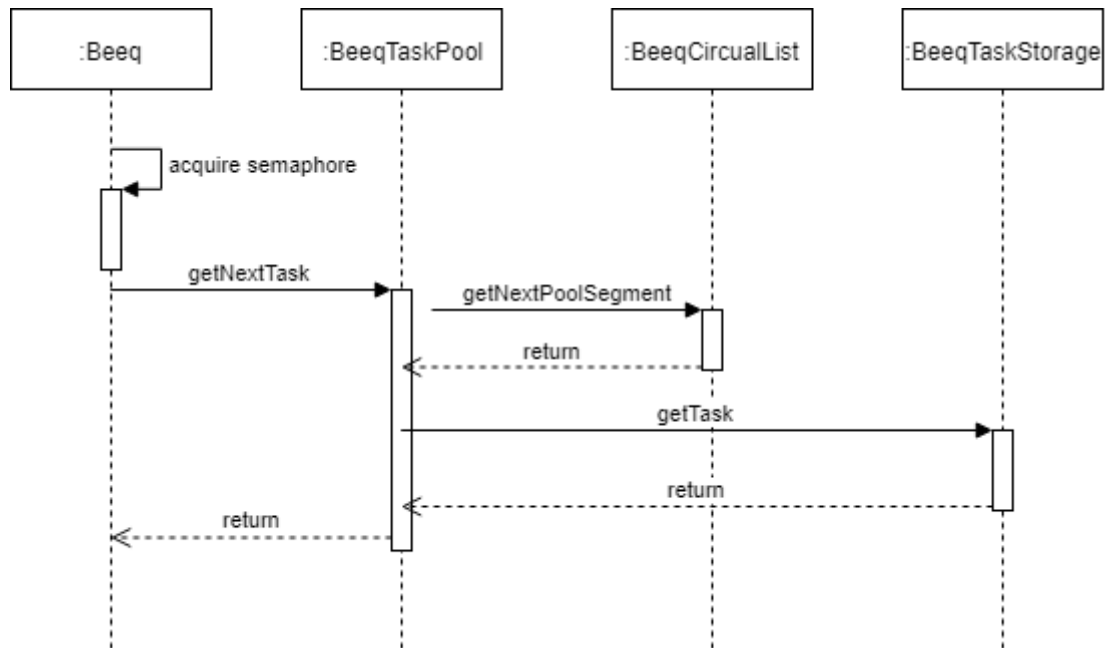 :Beeq
:BeeqTaskPool
:BeeqCircualList
:BeeqTaskStorage
acquire semaphore
getNextTask
getNextPoolSegment
return
getTask
return
return